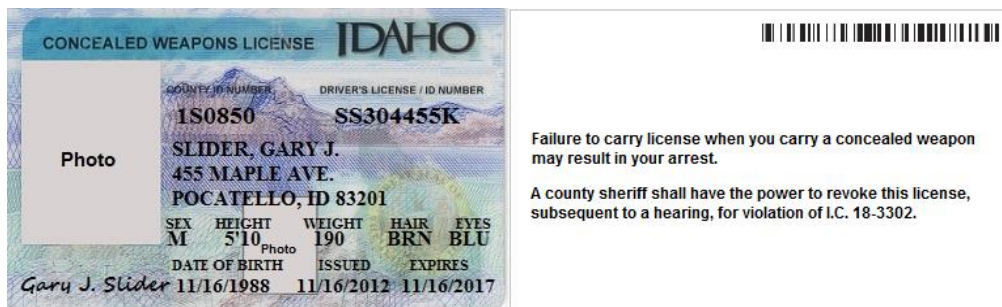 CONCEALED WEAPONS LICENSE IDAHO
COUNTY ID NUMBER DRIVER'S LICENSE / ID NUMBER
1S0850 SS304455K
Photo
SLIDER, GARY J.
455 MAPLE AVE.
POCATELLO, ID 83201
SEX HEIGHT WEIGHT HAIR EYES
M 5'10 190 BRN BLU
Photo
DATE OF BIRTH ISSUED EXPIRES
Gary J. Slider 11/16/1988 11/16/2012 11/16/2017
Failure to carry license when you carry a concealed weapon
may result in your arrest.
A county sheriff shall have the power to revoke this license,
subsequent to a hearing, for violation of I.C. 18-3302.